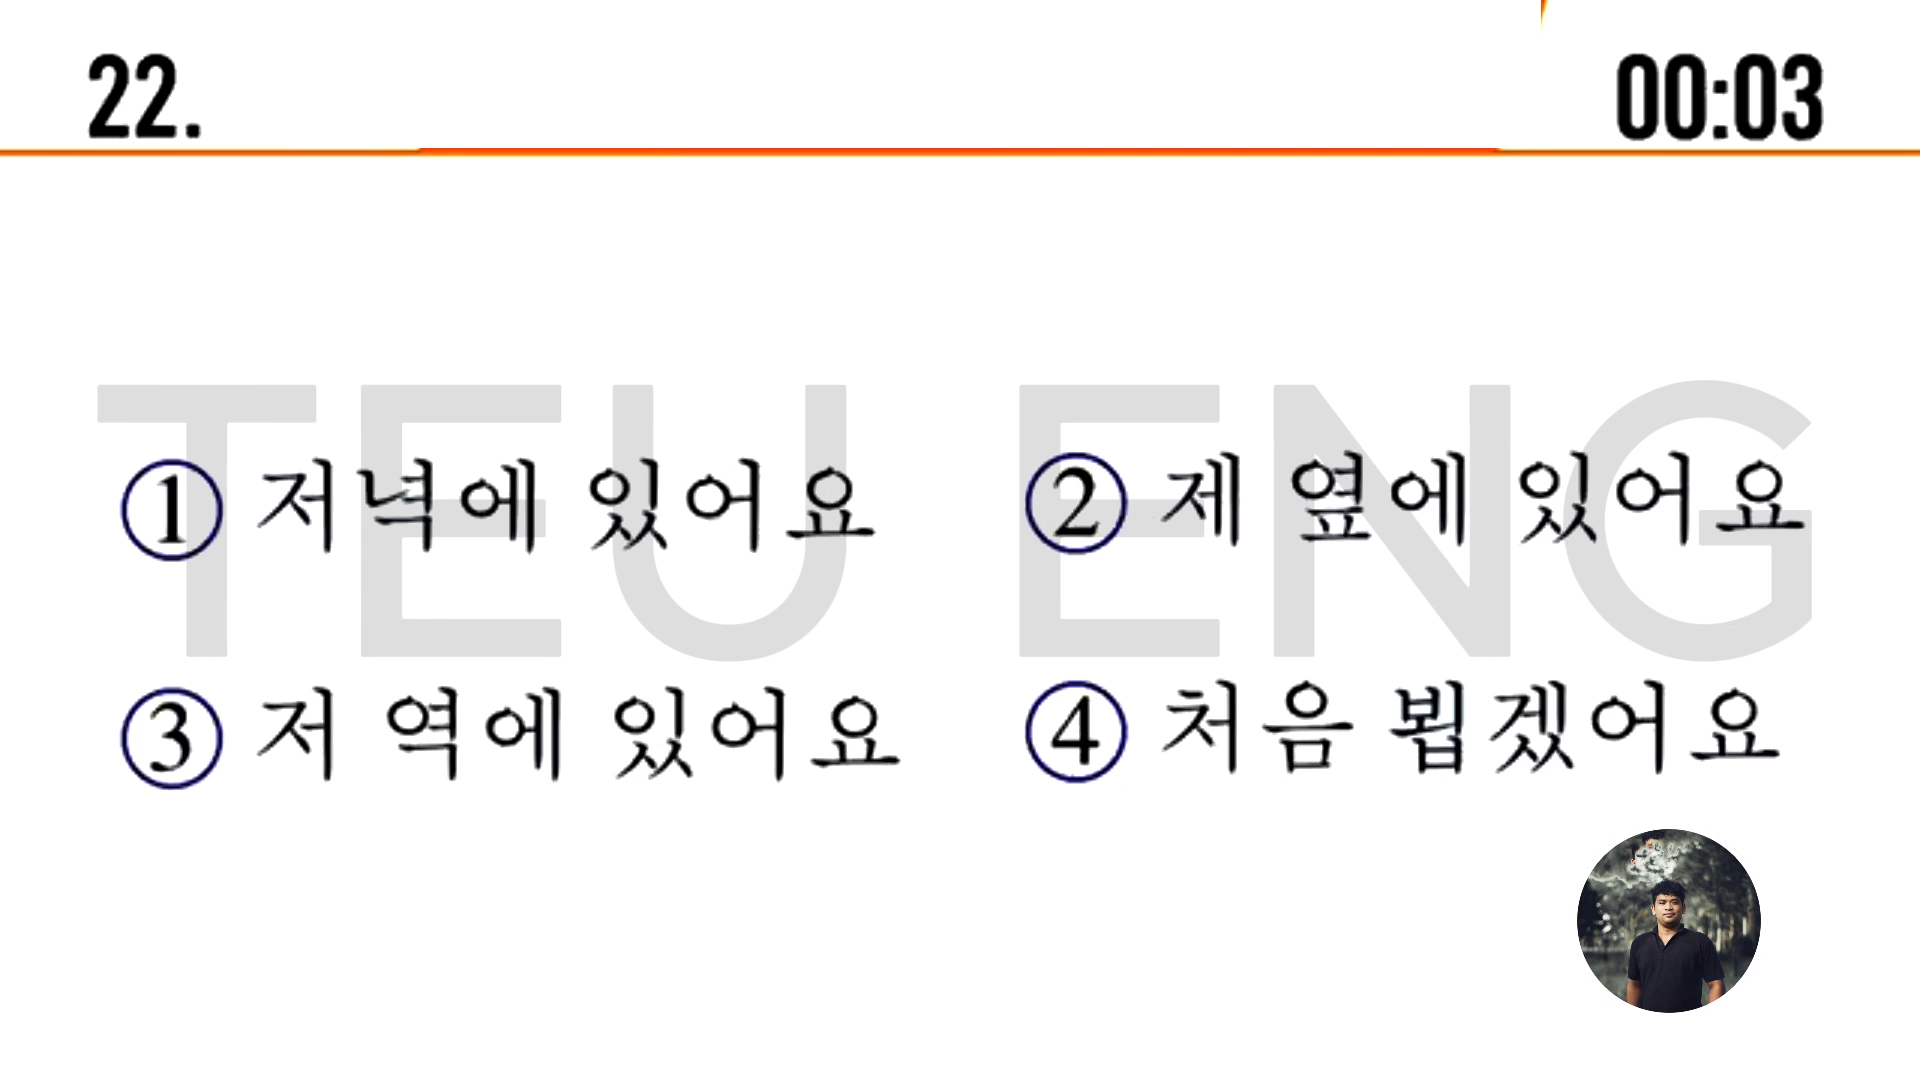 22.
00:03
TEU ENG
① 저녁에 있어요
② 제 옆에 있어요
③ 저 역에 있어요
④ 처음 뵙겠어요